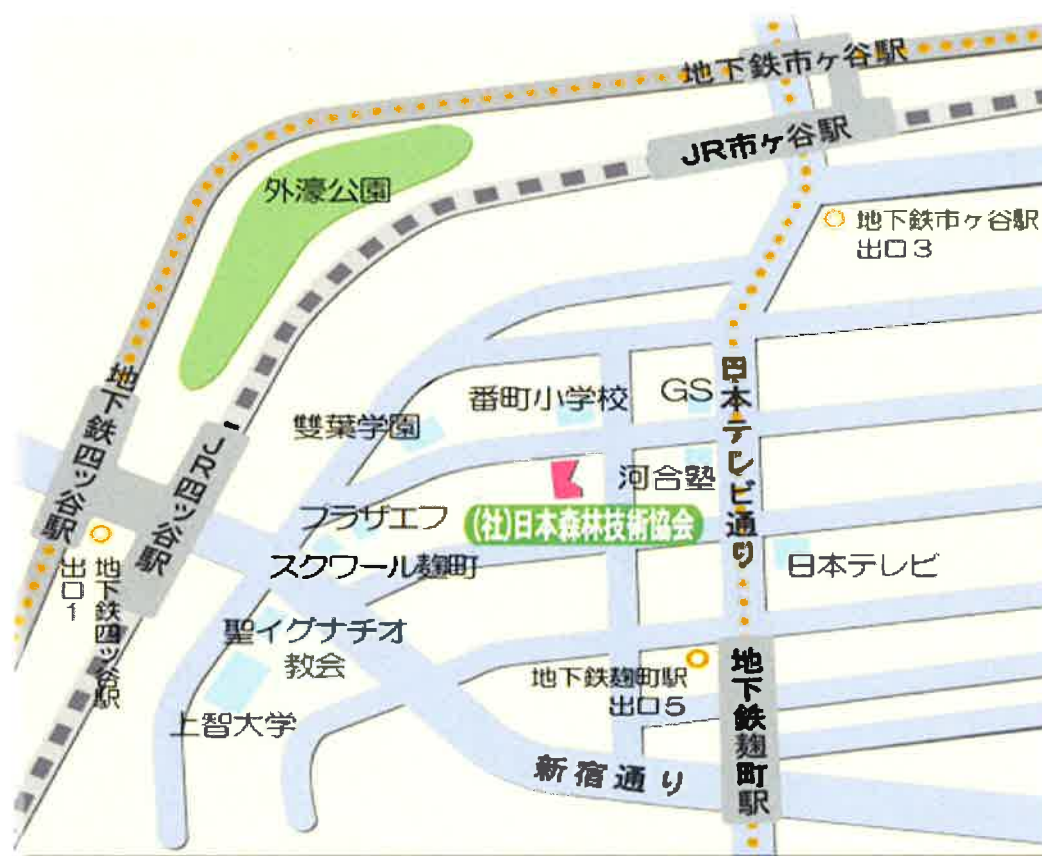 地下鉄市ヶ谷駅
JR市ヶ谷駅
外濠公園
地下鉄市ヶ谷駅
出口3
地下鉄四ツ谷駅
JR四ツ谷駅
日本テレビ通り
番町小学校
GS
雙葉学園
河合塾
プラザエフ
(社)日本森林技術協会
スクワール麹町
日本テレビ
地下鉄四ツ谷駅
出口1
聖イグナチオ
教会
地下鉄麹町駅
出口5
地下鉄麹町駅
上智大学
新宿通り